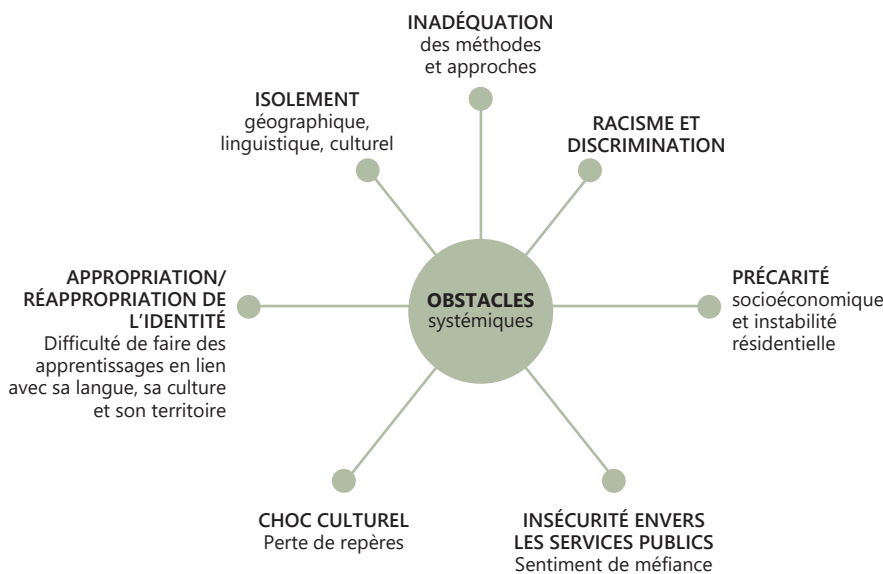 INADÉQUATION
des méthodes
et approches
ISOLEMENT
géographique,
linguistique, culturel
RACISME ET
DISCRIMINATION
APPROPRIATION/
RÉAPPROPRIATION DE
L’IDENTITÉ
Difficulté de faire des
apprentissages en lien
avec sa langue, sa culture
et son territoire
OBSTACLES
systémiques
PRÉCARITÉ
socioéconomique
et instabilité
résidentielle
CHOC CULTUREL
Perte de repères
INSÉCURITÉ ENVERS
LES SERVICES PUBLICS
Sentiment de méfiance